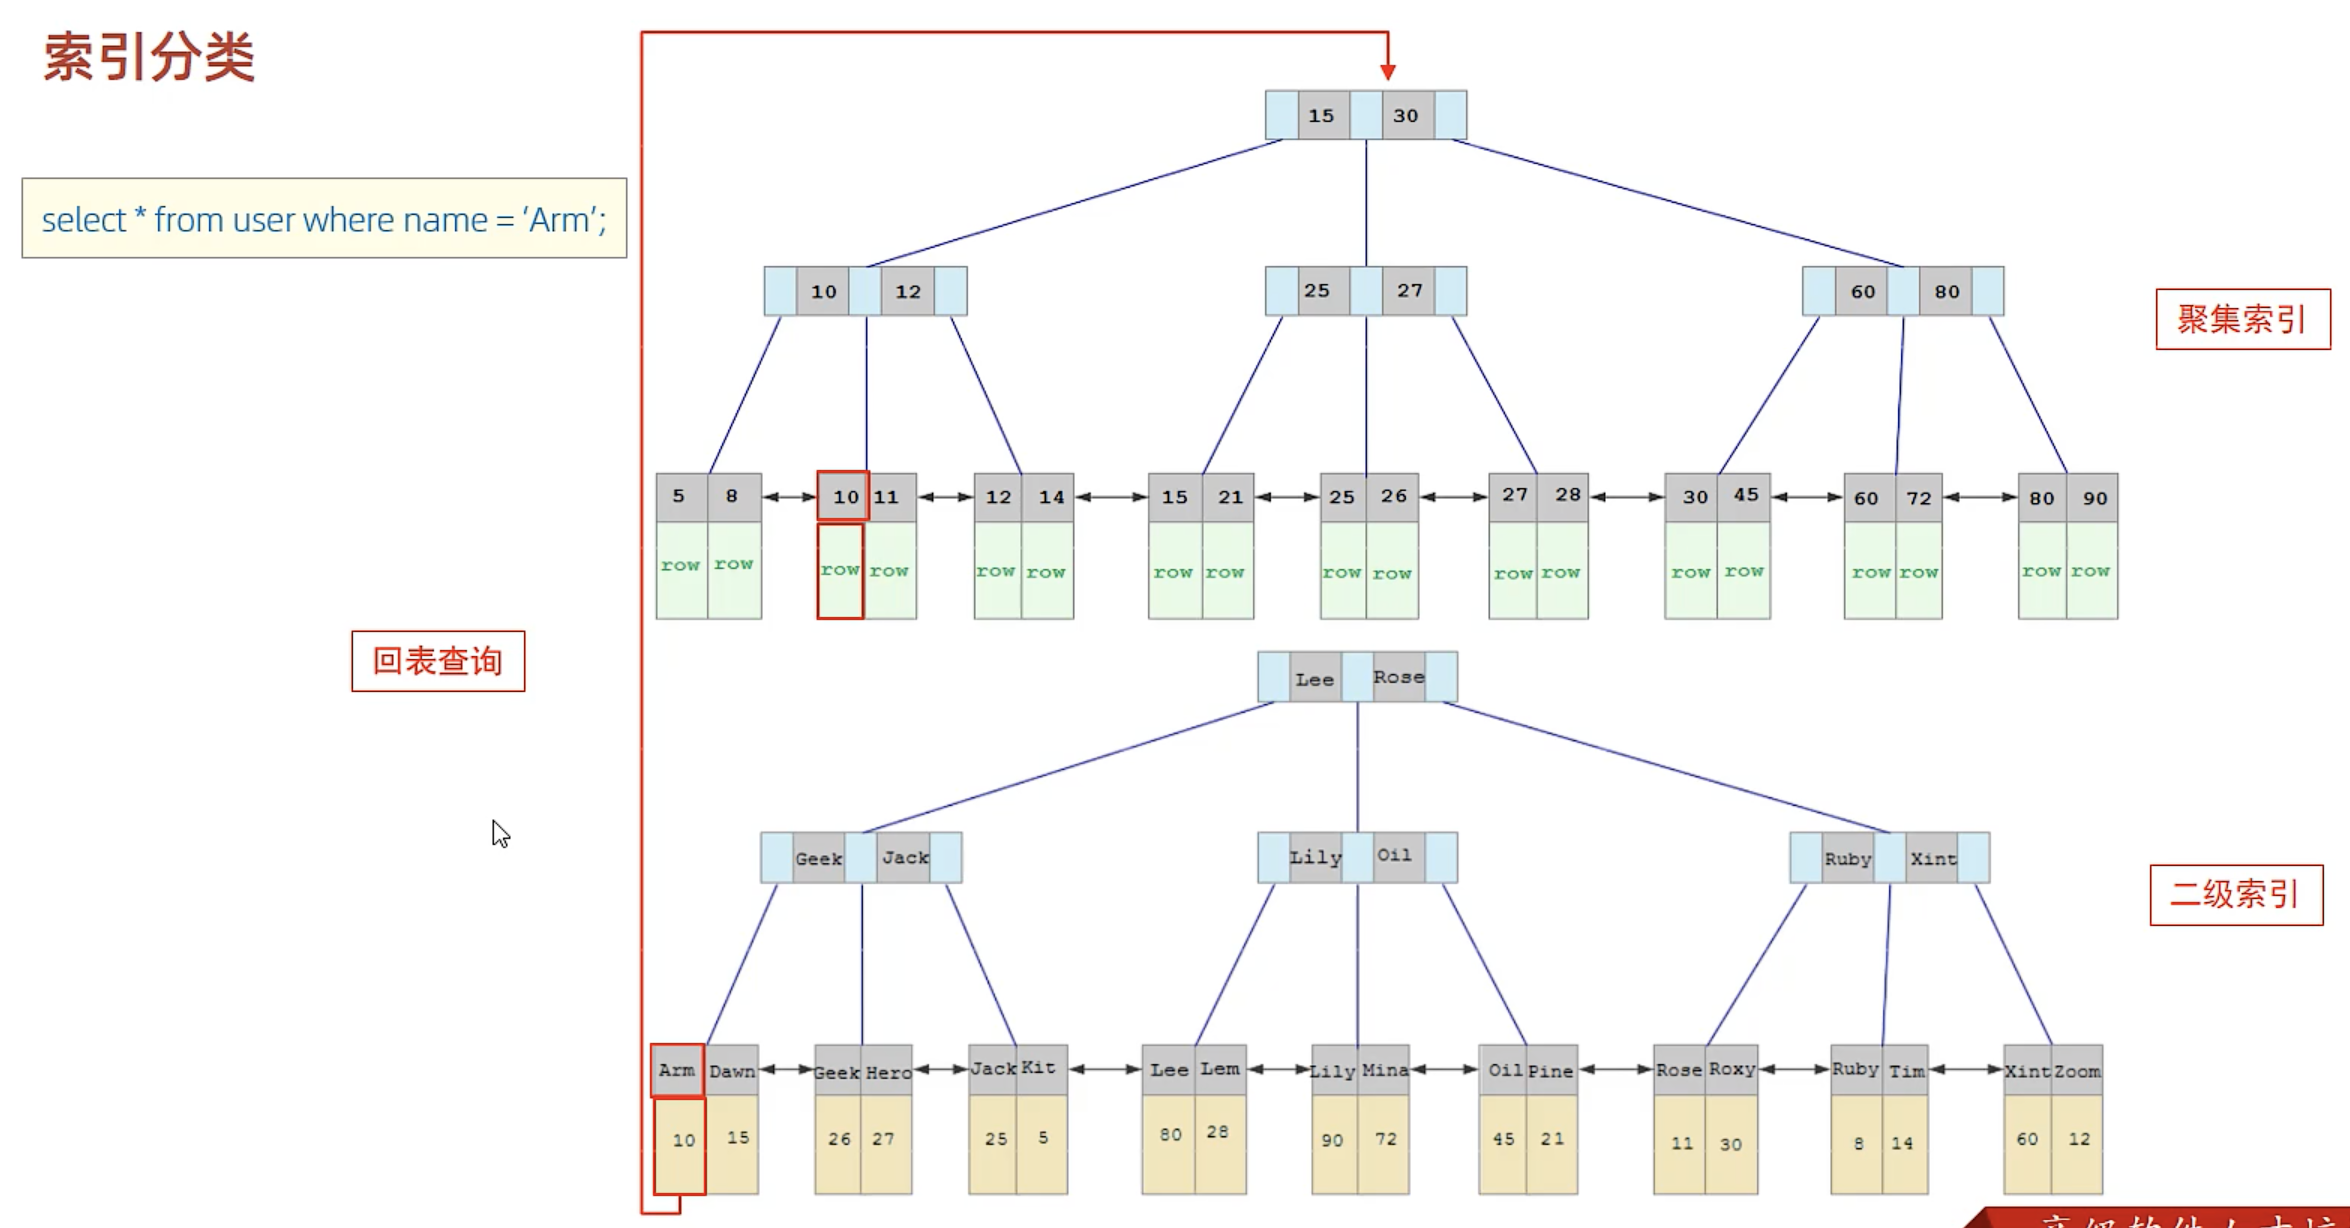 索引分类
select * from user where name = ‘Arm’;
15 30
10 12 25 27 60 80
聚集索引
5 8 10 11 12 14 15 21 25 26 27 28 30 45 60 72 80 90
row row row row row row row row row row row row row row row row row row
回表查询
Lee Rose
Geek Jack Lily Oil Ruby Xint
二级索引
Arm Dawn Geek Hero Jack Kit Lee Lem Lily Mina Oil Pine Rose Roxy Ruby Tim Xint Zoom
10 15 26 27 25 5 80 28 90 72 45 21 11 30 8 14 60 12